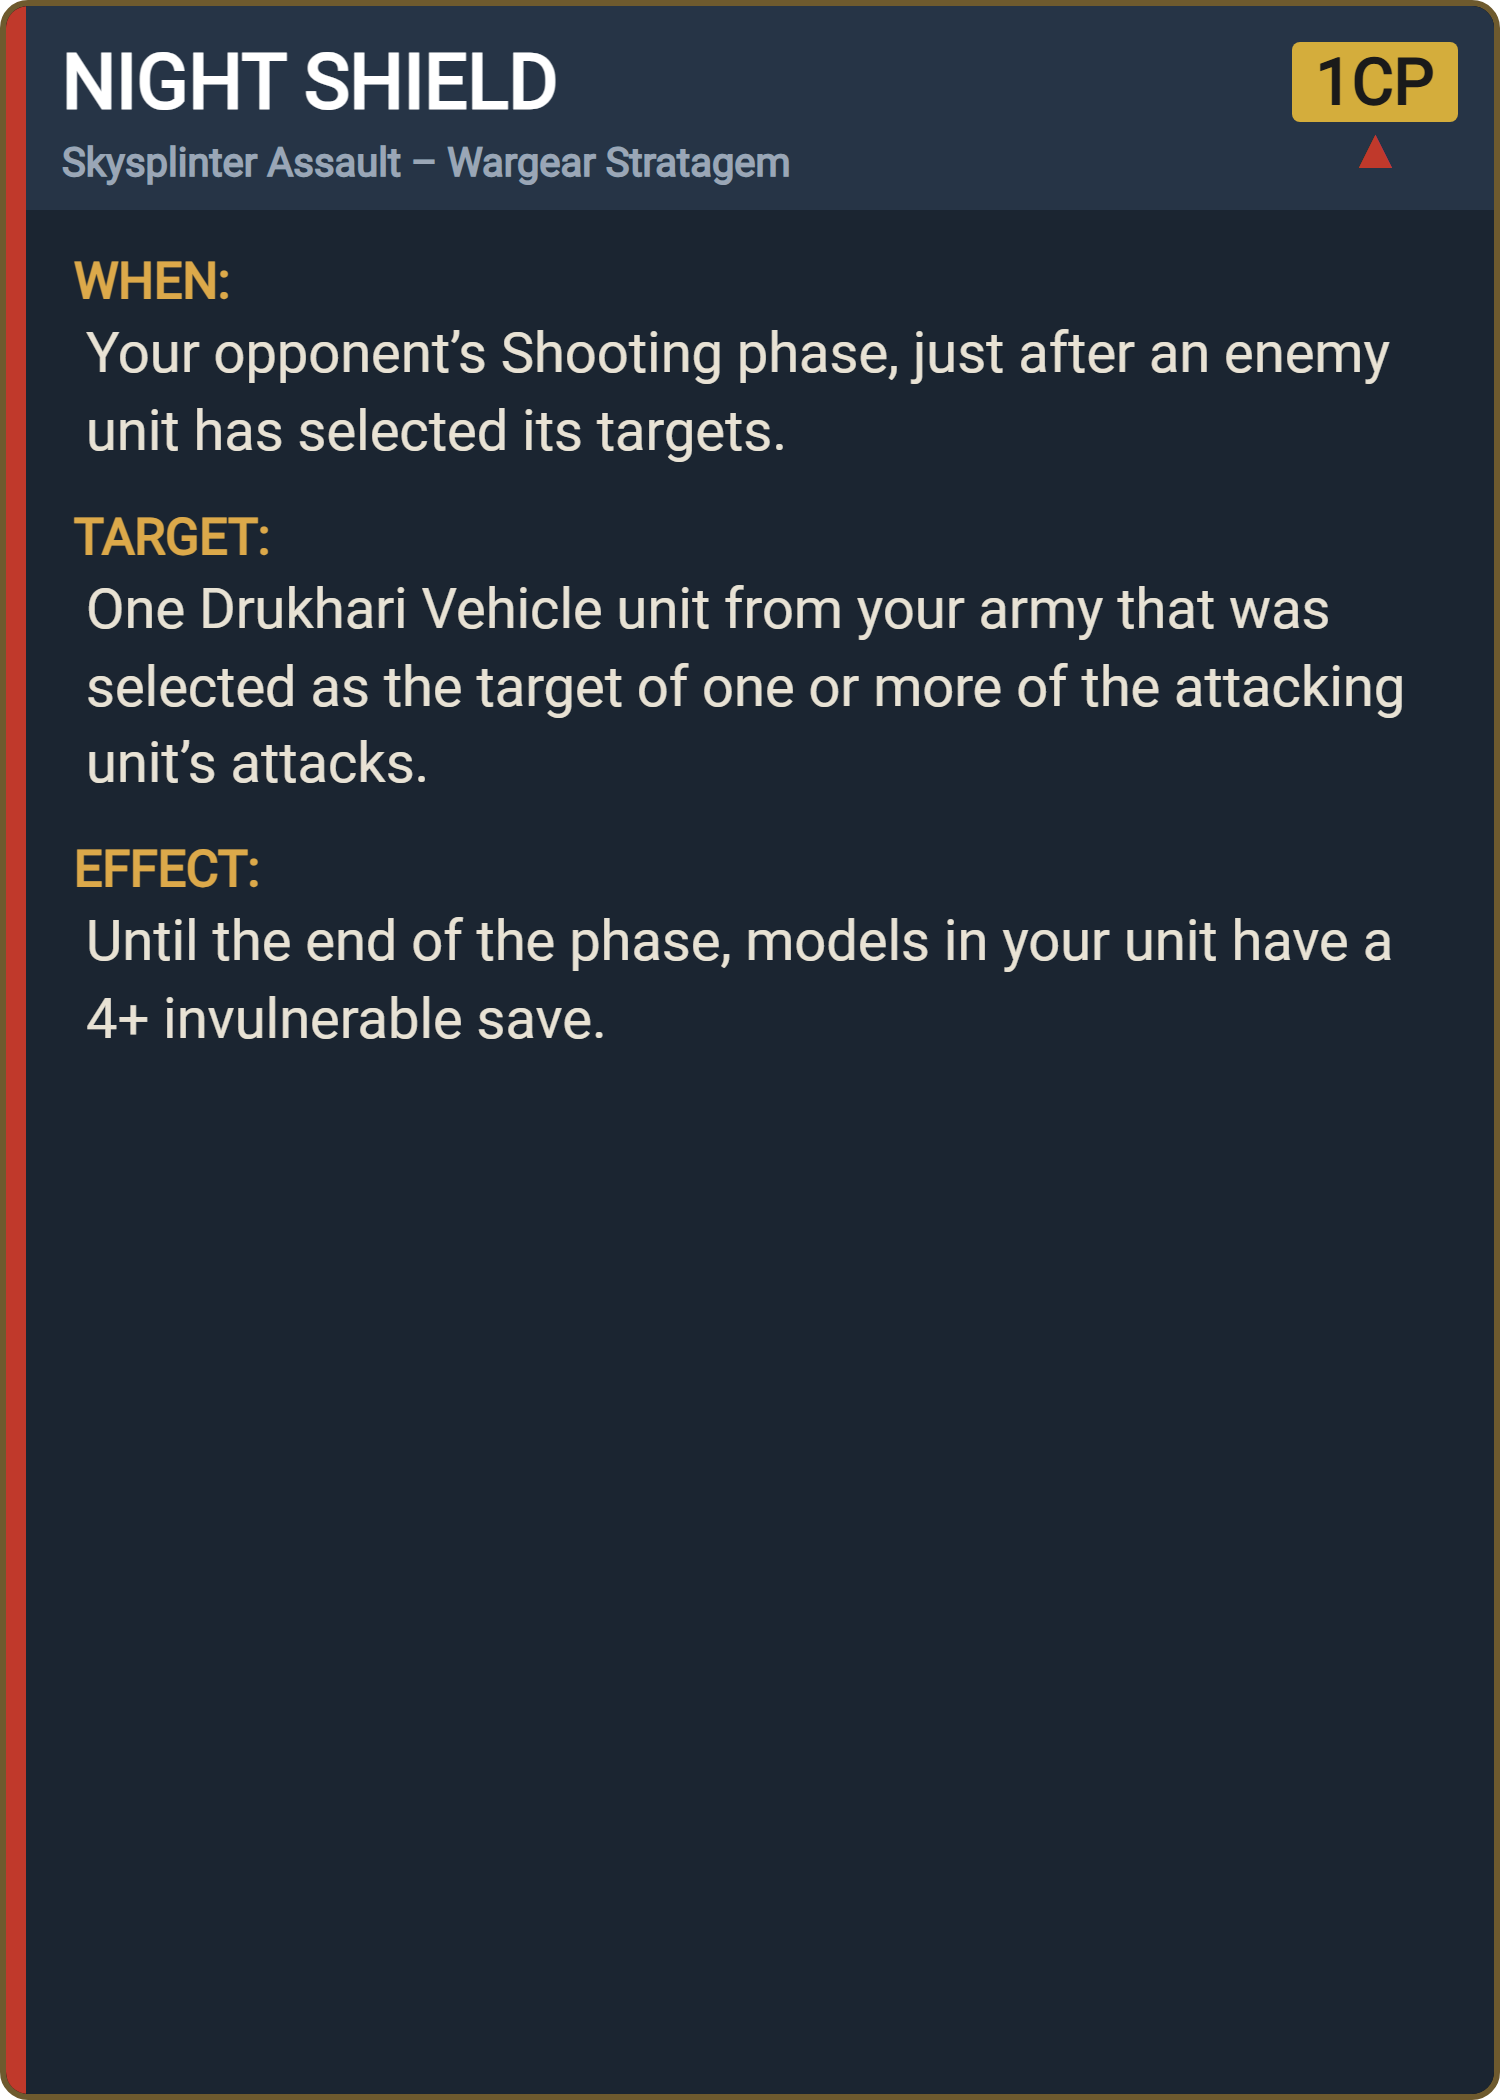 NIGHT SHIELD
1CP
Skysplinter Assault – Wargear Stratagem
WHEN:
Your opponent’s Shooting phase, just after an enemy
unit has selected its targets.
TARGET:
One Drukhari Vehicle unit from your army that was
selected as the target of one or more of the attacking
unit’s attacks.
EFFECT:
Until the end of the phase, models in your unit have a
4+ invulnerable save.